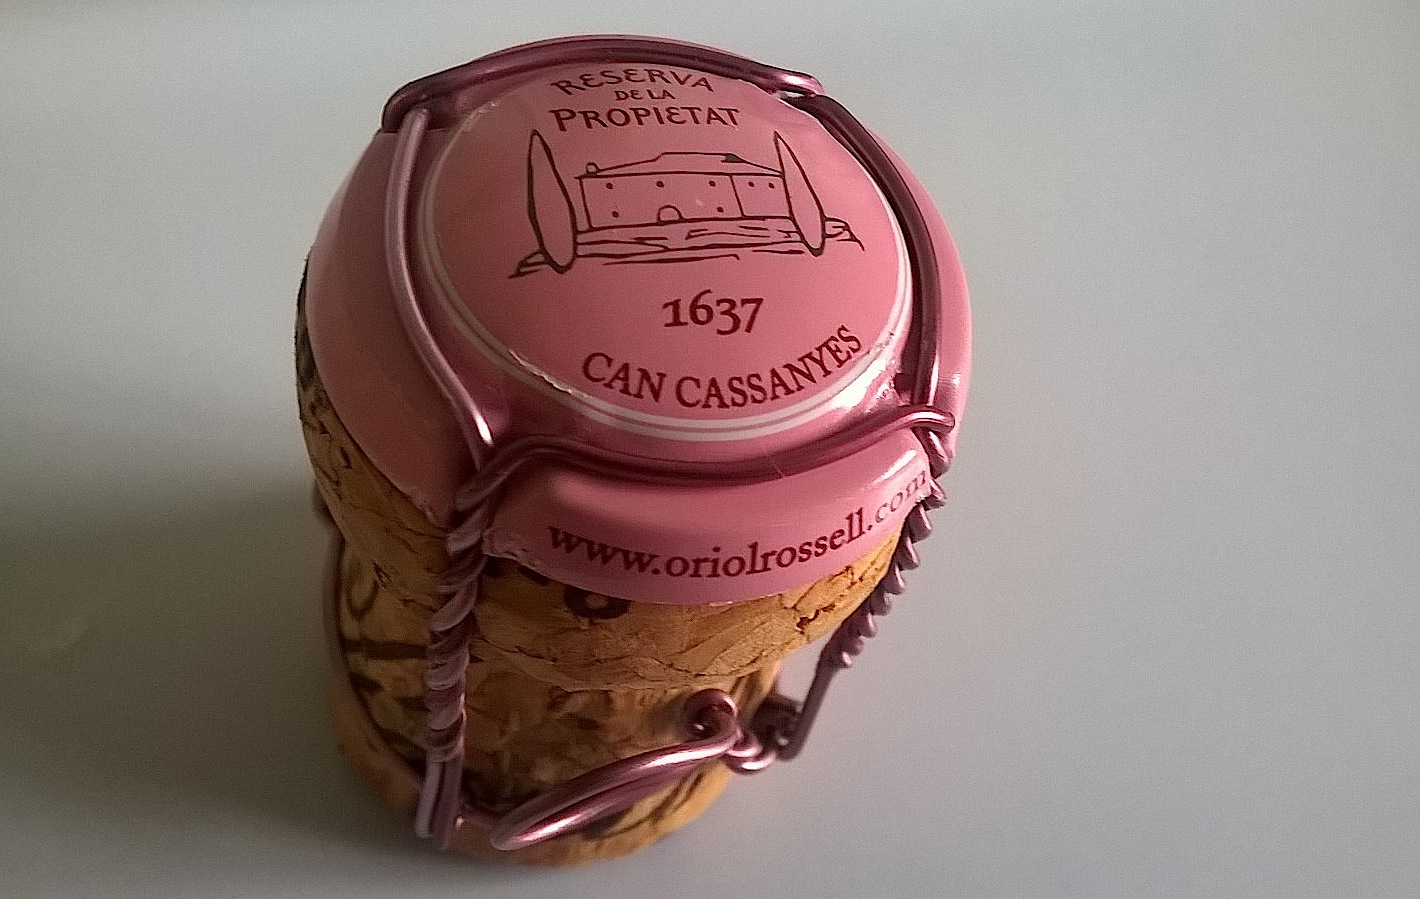 RESERVA
DE LA
PROPIETAT
1637
CAN CASSANYES
www.oriolrossell.com